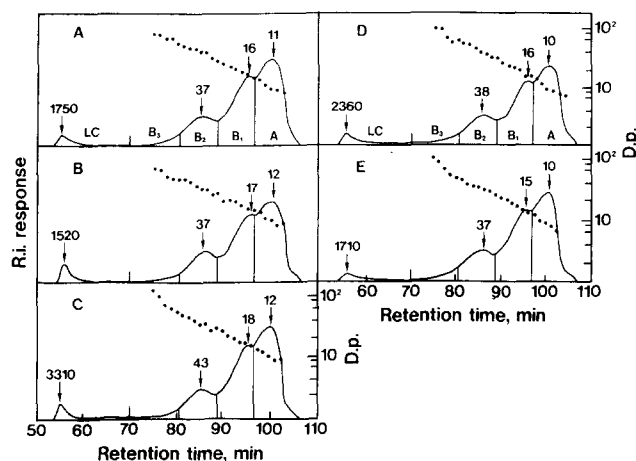 A
11
16
37
1750
LC
B₃
B₂
B₁
A
D
10
16
38
2360
LC
B₃
B₂
B₁
A
10²
10
D.p.
B
12
17
37
1520
E
10
15
37
1710
10²
10
60 70 80 90 100 110
Retention time, min
C
12
18
43
3310
10²
10
D.p.
50 60 70 80 90 100 110
Retention time, min
R.i. response